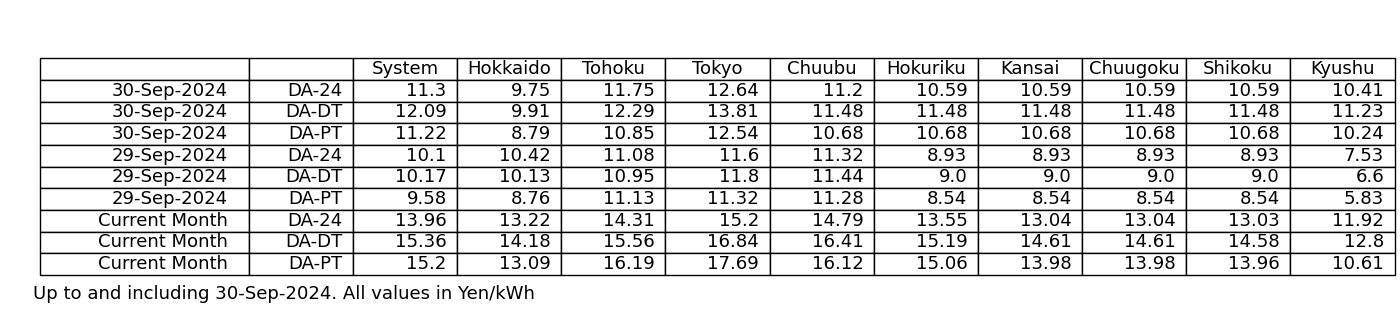 System Hokkaido Tohoku Tokyo Chuubu Hokuriku Kansai Chuugoku Shikoku Kyushu
30-Sep-2024 DA-24 11.3 9.75 11.75 12.64 11.2 10.59 10.59 10.59 10.59 10.41
30-Sep-2024 DA-DT 12.09 9.91 12.29 13.81 11.48 11.48 11.48 11.48 11.48 11.23
30-Sep-2024 DA-PT 11.22 8.79 10.85 12.54 10.68 10.68 10.68 10.68 10.68 10.24
29-Sep-2024 DA-24 10.1 10.42 11.08 11.6 11.32 8.93 8.93 8.93 8.93 7.53
29-Sep-2024 DA-DT 10.17 10.13 10.95 11.8 11.44 9.0 9.0 9.0 9.0 6.6
29-Sep-2024 DA-PT 9.58 8.76 11.13 11.32 11.28 8.54 8.54 8.54 8.54 5.83
Current Month DA-24 13.96 13.22 14.31 15.2 14.79 13.55 13.04 13.04 13.03 11.92
Current Month DA-DT 15.36 14.18 15.56 16.84 16.41 15.19 14.61 14.61 14.58 12.8
Current Month DA-PT 15.2 13.09 16.19 17.69 16.12 15.06 13.98 13.98 13.96 10.61
Up to and including 30-Sep-2024. All values in Yen/kWh